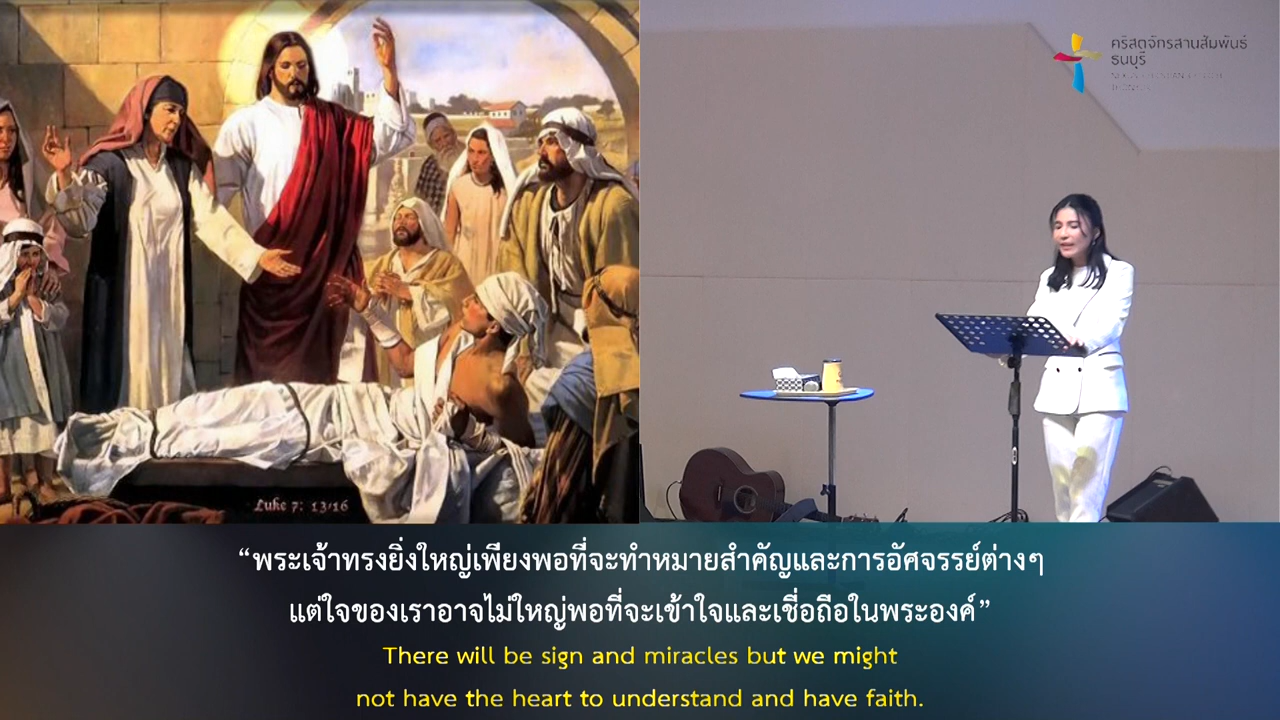 คริสตจักรสานสัมพันธ์
ธนบุรี
Luke 7: 13-16
“พระเจ้าทรงยิ่งใหญ่เพียงพอที่จะทำหมายสำคัญและการอัศจรรย์ต่างๆ
แต่ใจของเราอาจไม่ใหญ่พอที่จะเข้าใจและเชื่อถือในพระองค์”
There will be sign and miracles but we might
not have the heart to understand and have faith.